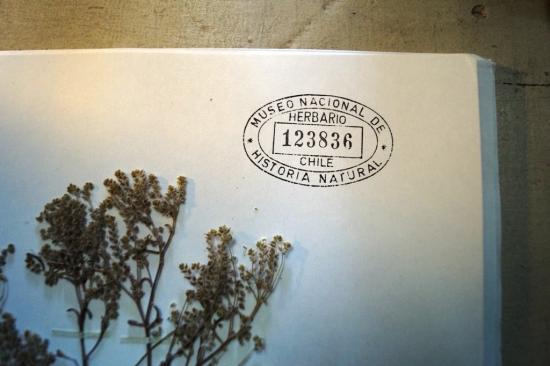 MUSEO NACIONAL DE
HERBARIO
123836
CHILE
HISTORIA NATURAL